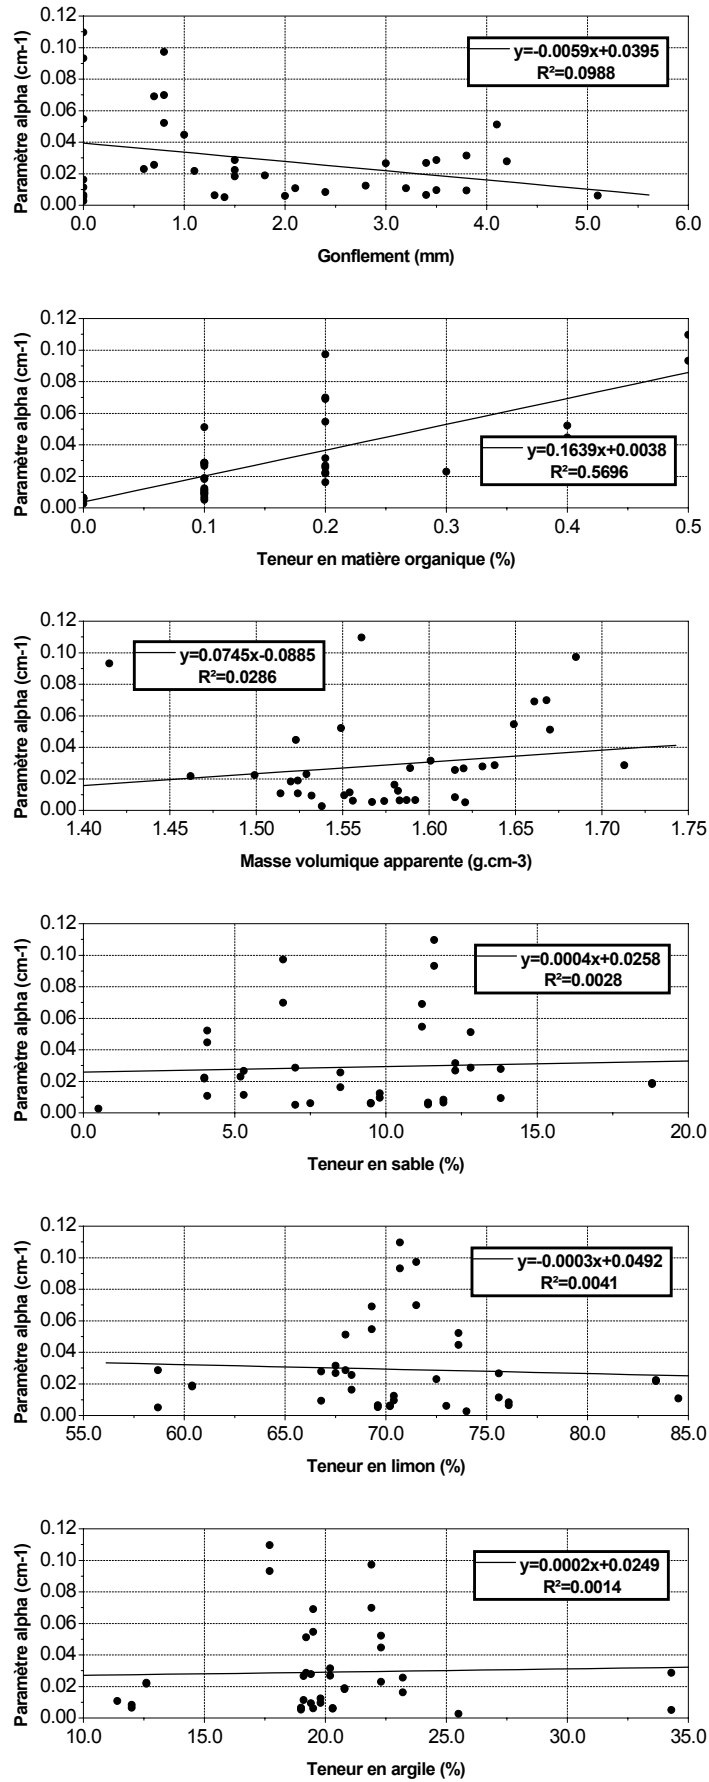 Paramètre alpha (cm-1)
0.12
0.10
0.08
0.06
0.04
0.02
0.00
y=-0.0059x+0.0395
R²=0.0988
0.0 1.0 2.0 3.0 4.0 5.0 6.0
Gonflement (mm)
Paramètre alpha (cm-1)
0.12
0.10
0.08
0.06
0.04
0.02
0.00
y=0.1639x+0.0038
R²=0.5696
0.0 0.1 0.2 0.3 0.4 0.5
Teneur en matière organique (%)
Paramètre alpha (cm-1)
0.12
0.10
0.08
0.06
0.04
0.02
0.00
y=0.0745x-0.0885
R²=0.0286
1.40 1.45 1.50 1.55 1.60 1.65 1.70 1.75
Masse volumique apparente (g.cm-3)
Paramètre alpha (cm-1)
0.12
0.10
0.08
0.06
0.04
0.02
0.00
y=0.0004x+0.0258
R²=0.0028
0.0 5.0 10.0 15.0 20.0
Teneur en sable (%)
Paramètre alpha (cm-1)
0.12
0.10
0.08
0.06
0.04
0.02
0.00
y=-0.0003x+0.0492
R²=0.0041
55.0 60.0 65.0 70.0 75.0 80.0 85.0
Teneur en limon (%)
Paramètre alpha (cm-1)
0.12
0.10
0.08
0.06
0.04
0.02
0.00
y=0.0002x+0.0249
R²=0.0014
10.0 15.0 20.0 25.0 30.0 35.0
Teneur en argile (%)